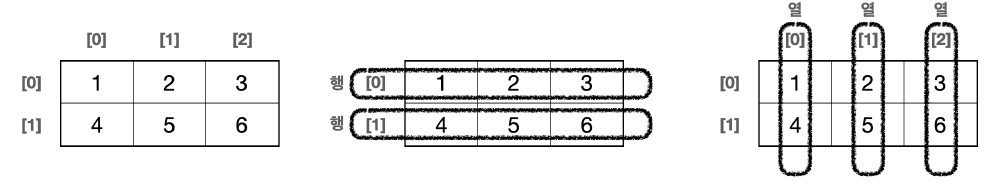 열 열 열
[0] [1] [2] [0] [1] [2]
[0] 1 2 3 행 [0] 1 2 3 [0] 1 2 3
[1] 4 5 6 행 [1] 4 5 6 [1] 4 5 6